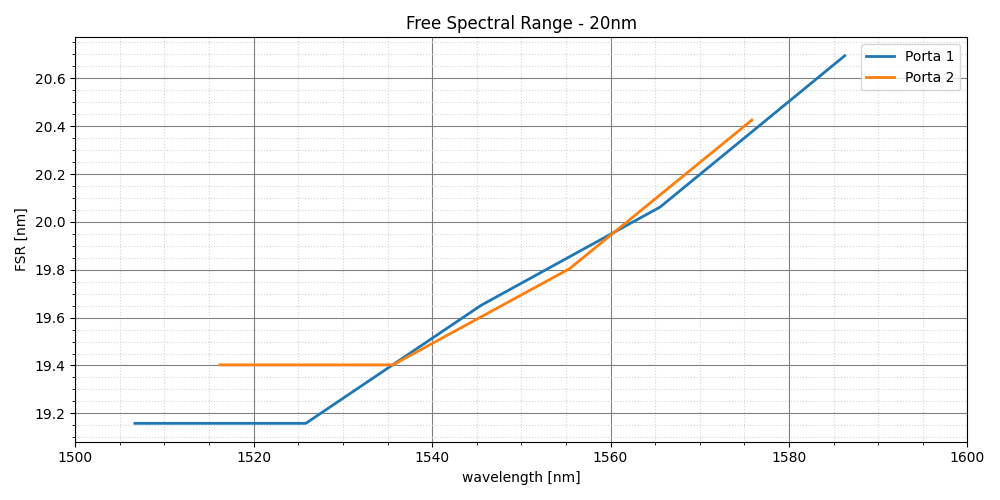 Free Spectral Range - 20nm
Porta 1
Porta 2
FSR [nm]
20.6
20.4
20.2
20.0
19.8
19.6
19.4
19.2
1500 1520 1540 1560 1580 1600
wavelength [nm]